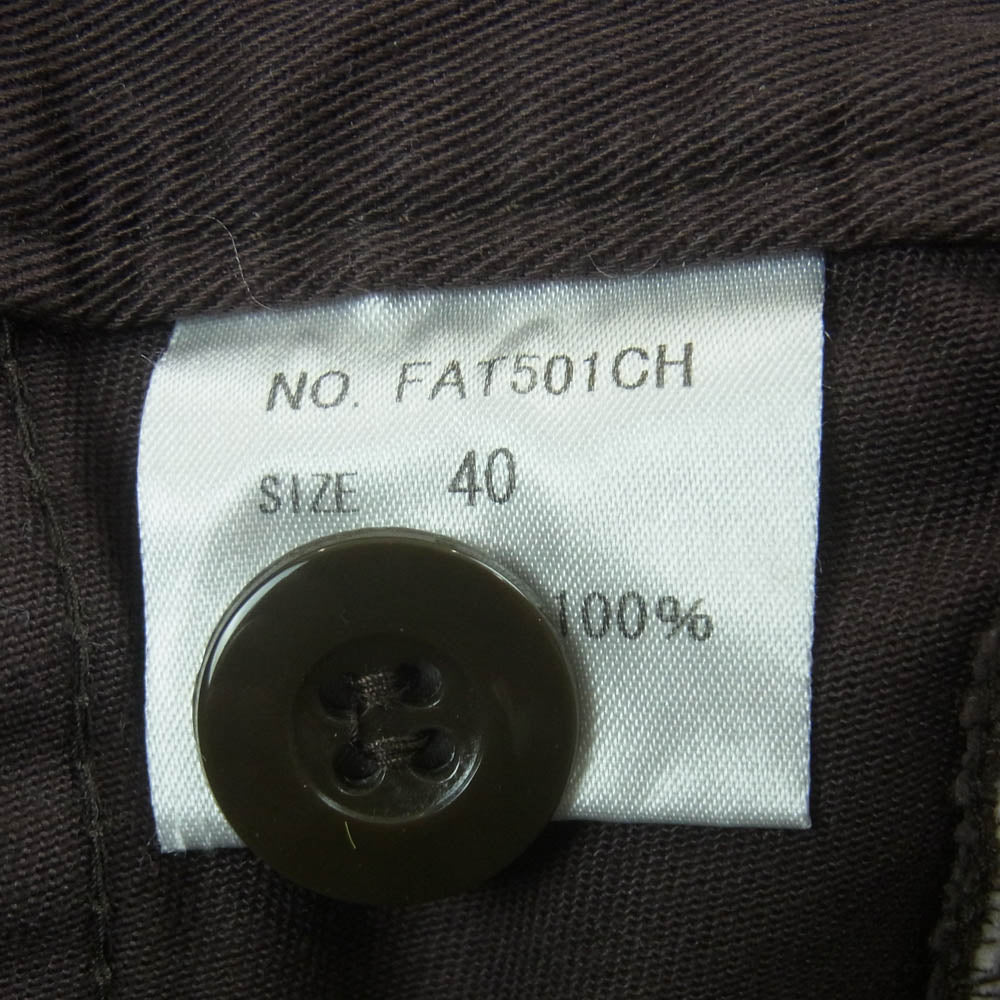 NO. FAT501CH
SIZE 40
100%